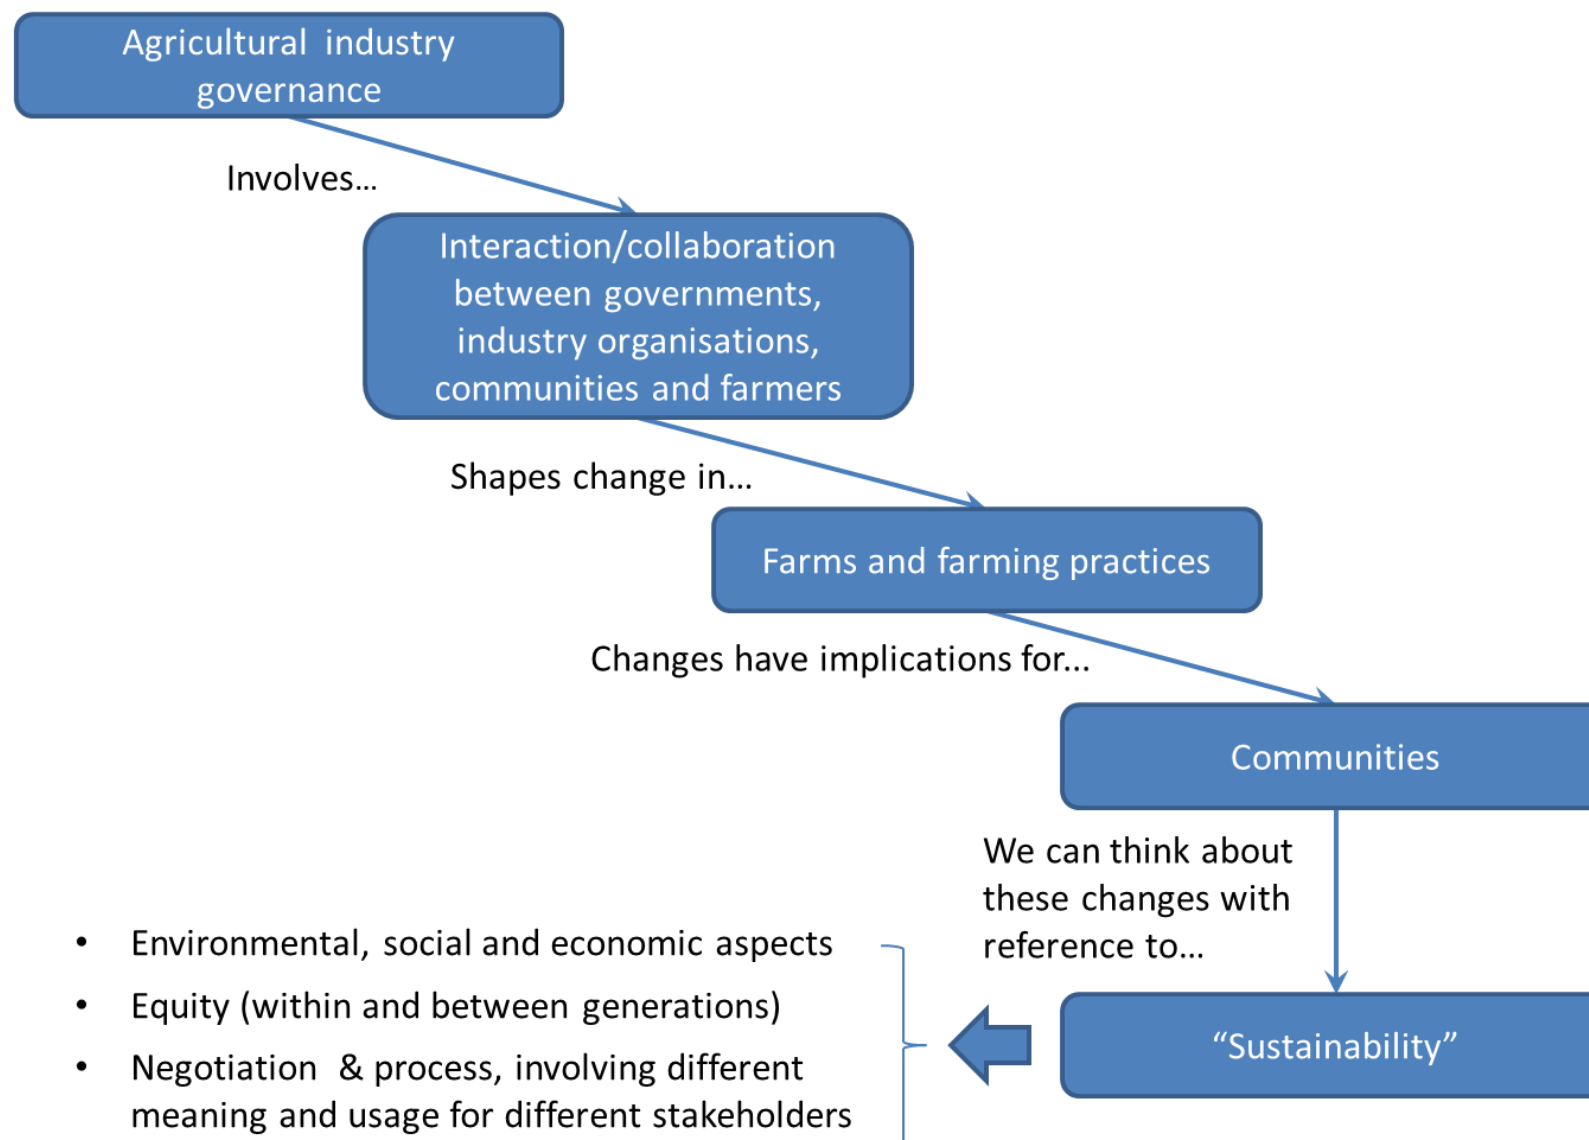 Agricultural industry
governance
Involves...
Interaction/collaboration
between governments,
industry organisations,
communities and farmers
Shapes change in...
Farms and farming practices
Changes have implications for...
Communities
We can think about
these changes with
reference to...
“Sustainability”
• Environmental, social and economic aspects
• Equity (within and between generations)
• Negotiation & process, involving different
meaning and usage for different stakeholders